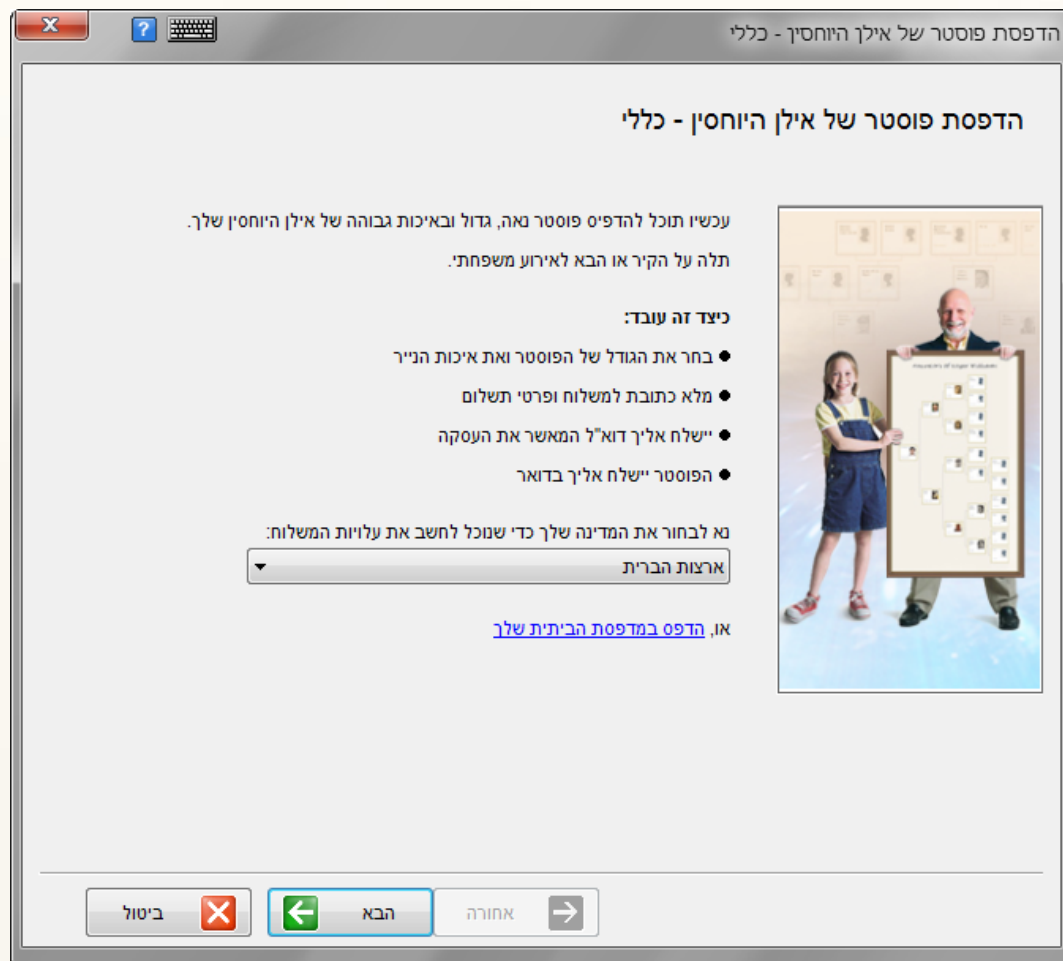 הדפסת פוסטר של אילן היוחסין - כללי
הדפסת פוסטר של אילן היוחסין - כללי
עכשיו תוכל להדפיס פוסטר נאה, גדול ובאיכות גבוהה של אילן היוחסין שלך.
תלה על הקיר או הבא לאירוע משפחתי.
כיצד זה עובד:
● בחר את הגודל של הפוסטר ואת איכות הנייר
● מלא כתובת למשלוח ופרטי תשלום
● יישלח אליך דוא"ל המאשר את העסקה
● הפוסטר יישלח אליך בדואר
נא לבחור את המדינה שלך כדי שנוכל לחשב את עלויות המשלוח:
ארצות הברית
או, הדפס במדפסת הביתית שלך
אחורה הבא ביטול